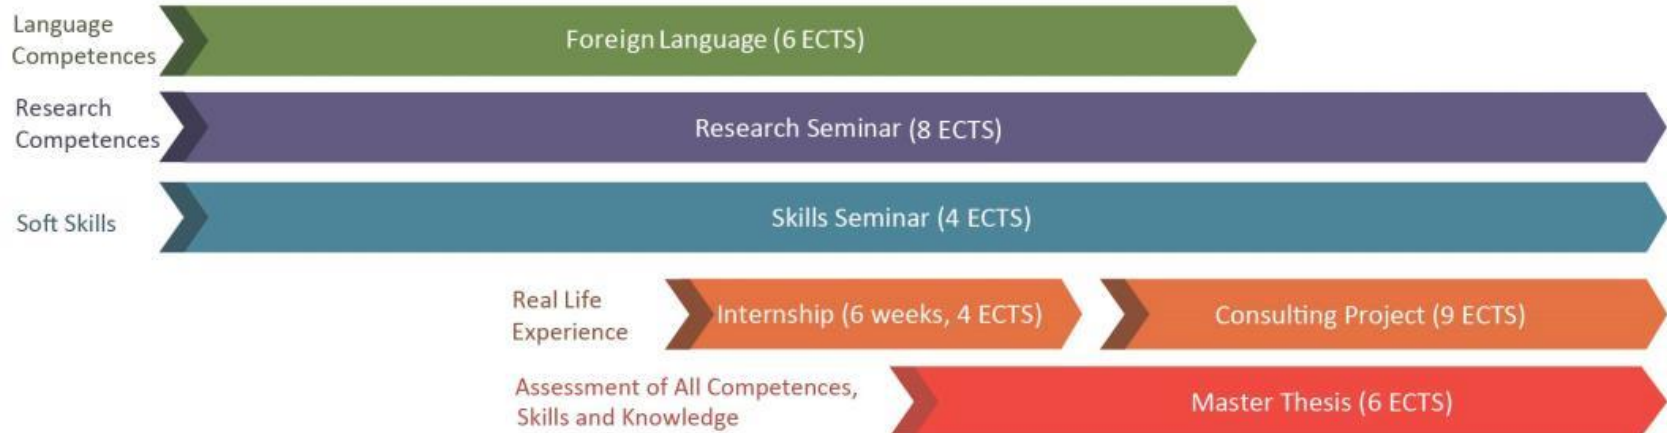 Language
Competences
Foreign Language (6 ECTS)
Research
Competences
Research Seminar (8 ECTS)
Soft Skills
Skills Seminar (4 ECTS)
Real Life
Experience
Internship (6 weeks, 4 ECTS)
Consulting Project (9 ECTS)
Assessment of All Competences,
Skills and Knowledge
Master Thesis (6 ECTS)